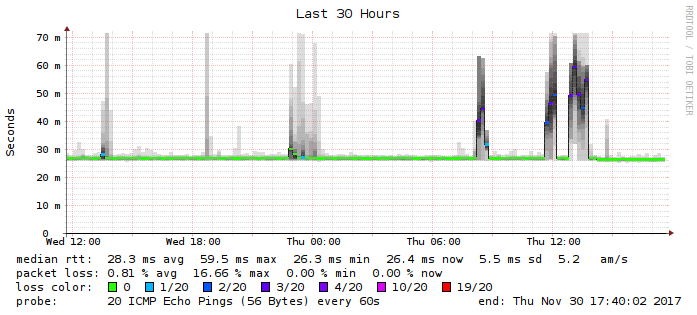 Last 30 Hours
RRDTOOL / TOBI OETIKER
Seconds
70 m
60 m
50 m
40 m
30 m
20 m
10 m
0
Wed 12:00 Wed 18:00 Thu 00:00 Thu 06:00 Thu 12:00
median rtt: 28.3 ms avg 59.5 ms max 26.3 ms min 26.4 ms now 5.5 ms sd 5.2 am/s
packet loss: 0.81 % avg 16.66 % max 0.00 % min 0.00 % now
loss color: 0 1/20 2/20 3/20 4/20 10/20 19/20
probe: 20 ICMP Echo Pings (56 Bytes) every 60s end: Thu Nov 30 17:40:02 2017